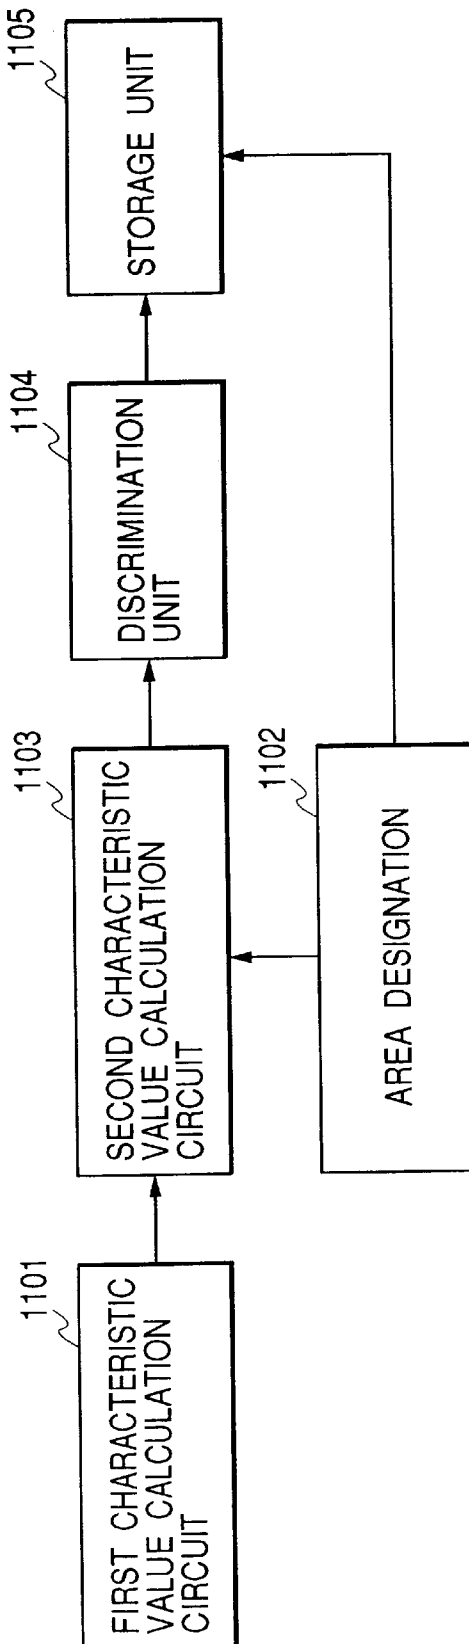 1101
FIRST CHARACTERISTIC
VALUE CALCULATION
CIRCUIT
1103
SECOND CHARACTERISTIC
VALUE CALCULATION
CIRCUIT
1102
AREA DESIGNATION
1104
DISCRIMINATION
UNIT
1105
STORAGE UNIT